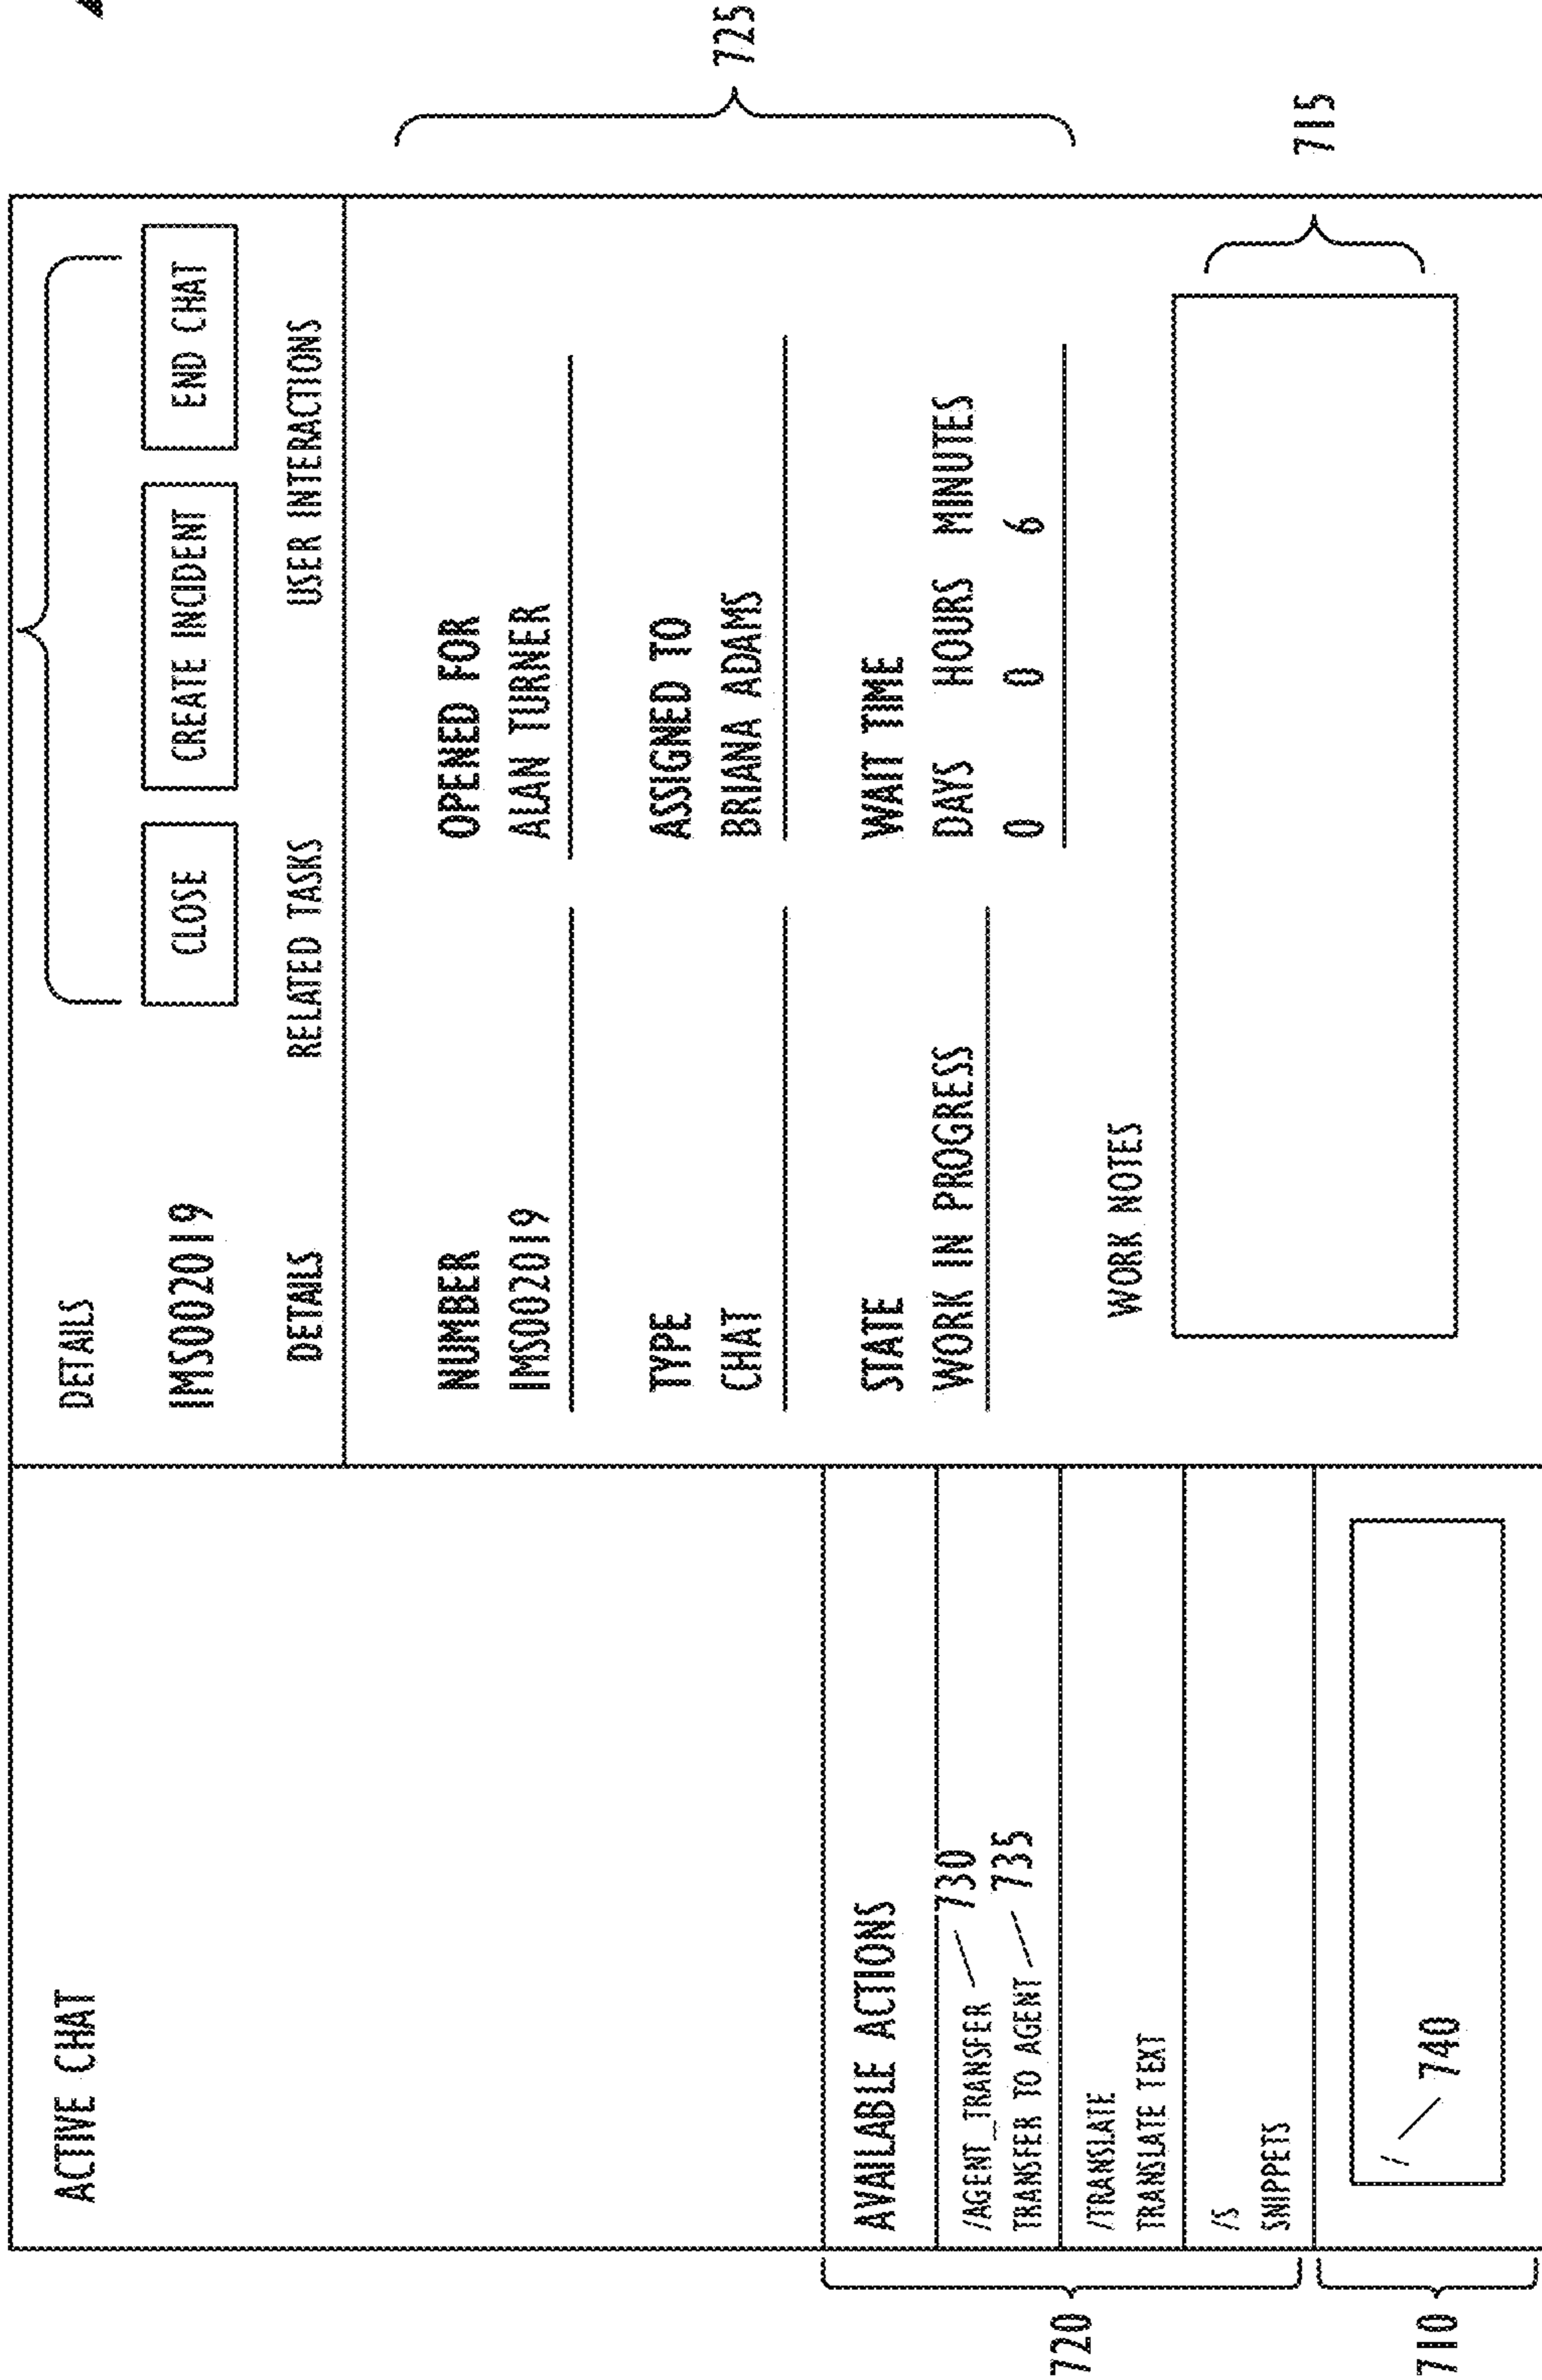 ACTIVE CHAT
AVAILABLE ACTIONS
/AGENT_TRANSFER 730
TRANSFER TO AGENT 735
/TRANSLATE
TRANSLATE TEXT
/S
SNIPPETS
/ 740
720
710
DETAILS
IMS002019
CLOSE
CREATE INCIDENT
END CHAT
DETAILS
RELATED TASKS
USER INTERACTIONS
NUMBER
IMS002019
OPENED FOR
ALAN TURNER
TYPE
CHAT
ASSIGNED TO
BRIANA ADAMS
STATE
WORK IN PROGRESS
WAIT TIME
DAYS HOURS MINUTES
0 0 6
WORK NOTES
725
715